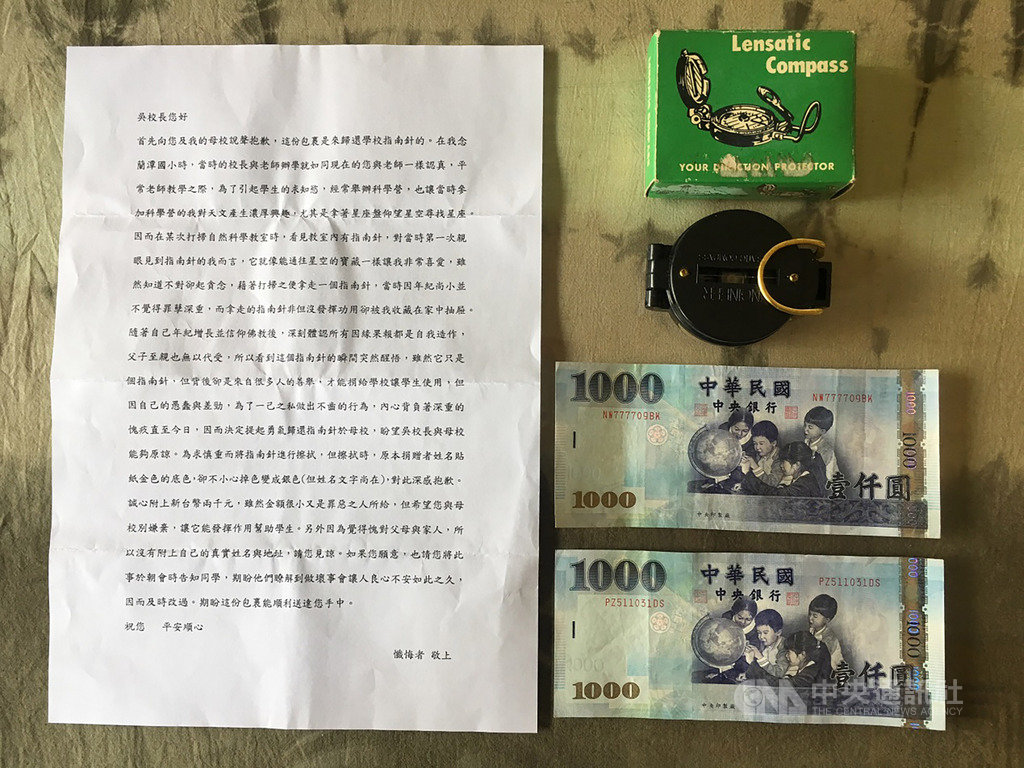 吳校長您好
首先向您及我的母校說聲抱歉，這份包裹是來歸還學校指南針的。在我念
蘭潭國小時，當時的校長與老師辦學就如同現在的您與老師一樣認真，平
常老師教學之際，為了引起學生的求知慾，經常舉辦科學營，也讓當時參
加科學營的我對天文產生濃厚興趣，尤其是拿著星座盤仰望星空尋找星座。
因而在某次打掃自然科學教室時，看見教室內有指南針，對當時第一次親
眼見到指南針的我而言，它就像能通往星空的寶藏一樣讓我非常喜愛，雖
然知道不對卻起貪念，藉著打掃之便拿走一個指南針，當時因年紀尚小並
不覺得罪孽深重，而拿走的指南針非但沒發揮功用卻被我收藏在家中抽屜。
隨著自己年紀增長並信仰佛教後，深刻體認所有因緣果報都是自我造作，
父子至親也無以代受，所以看到這個指南針的瞬間突然醒悟，雖然它只是
個指南針，但背後卻是來自很多人的善舉，才能捐給學校讓學生使用，但
因自己的愚蠢與差勁，為了一己之私做出不齒的行為，內心背負著深重的
愧疚直至今日，因而決定提起勇氣歸還指南針於母校，盼望吳校長與母校
能夠原諒。為求慎重而將指南針進行擦拭，但擦拭時，原本捐贈者姓名貼
紙金色的底色，卻不小心掉色變成銀色(但姓名文字尚在)，對此深感抱歉。
誠心附上新台幣兩千元，雖然金額很小又是罪惡之人所給，但希望您與母
校別嫌棄，讓它能發揮作用幫助學生。另外因為覺得愧對父母與家人，所
以沒有附上自己的真實姓名與地址，請您見諒。如果您願意，也請您將此
事於朝會時告知同學，期盼他們瞭解到做壞事會讓人良心不安如此之久，
因而及時改過。期盼這份包裹能順利送達您手中。
祝您 平安順心
懺悔者 敬上
Lensatic
Compass
YOUR DIRECTION PROJECTOR
ENGINEER
1000
中華民國
中央銀行
NW777709BK
NW777709BK
1000
1000
1000
壹仟圓
中央印製廠
1000
中華民國
中央銀行
PZ511031DS
PZ511031DS
1000
1000
壹仟圓
中央印製廠
中央通訊社
THE CENTRAL NEWS AGENCY